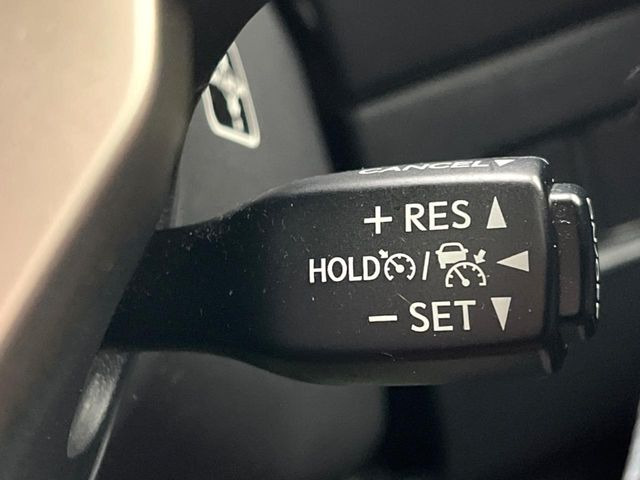 CANCEL
+ RES
HOLD /
− SET